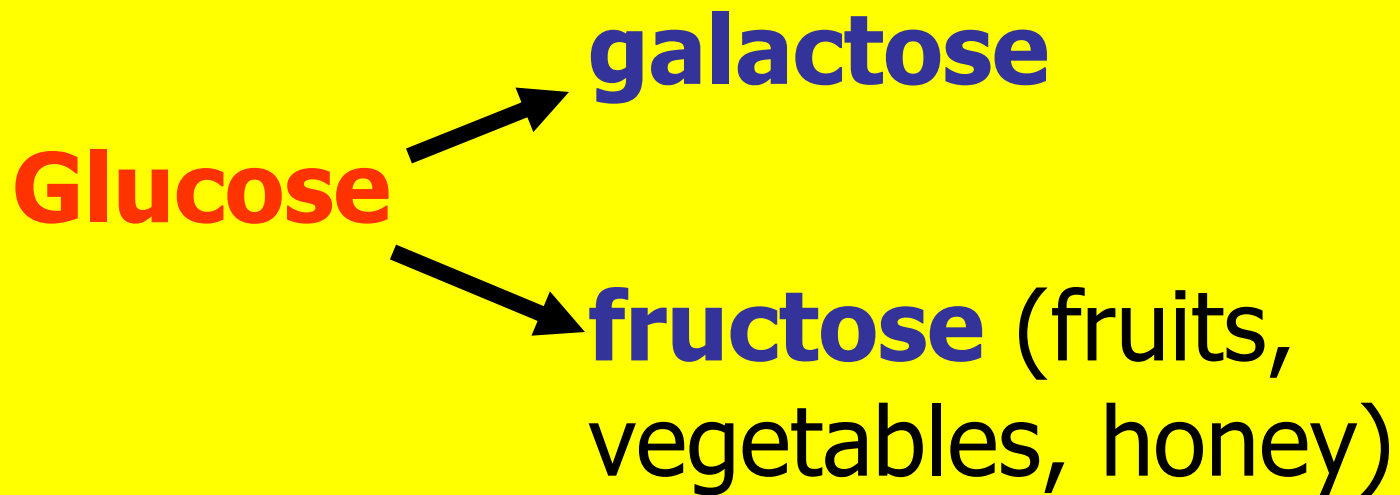 galactose
Glucose
fructose (fruits,
vegetables, honey)